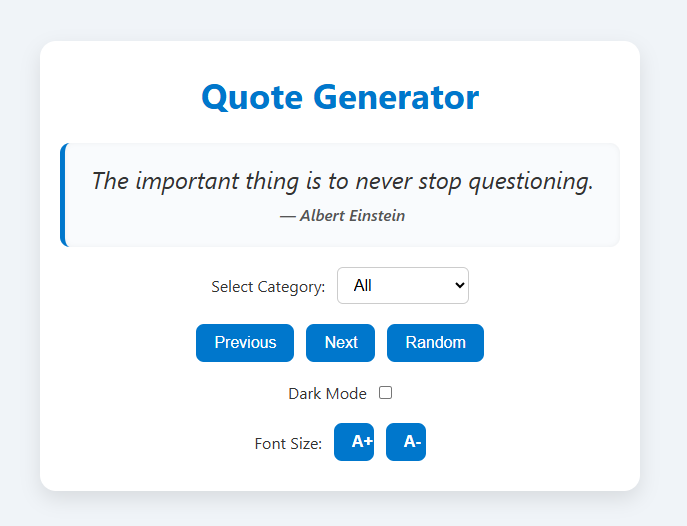 Quote Generator
The important thing is to never stop questioning.
— Albert Einstein
Select Category: All
Previous Next Random
Dark Mode
Font Size: A+ A-